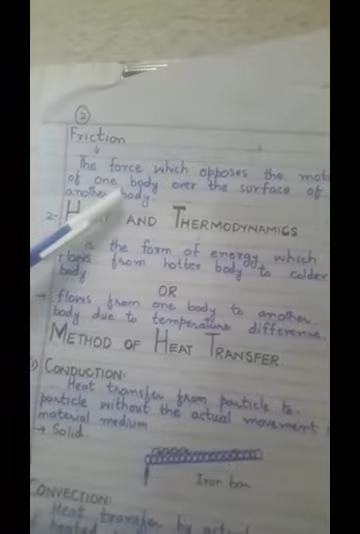 2
Friction
The force which opposes the
of one body over the surface of
another body
2- AND THERMODYNAMICS
is the form of energy which
flows from hotter body to colder
body
OR
→ flows from one body to another
body due to temperature difference
METHOD OF HEAT TRANSFER
CONDUCTION:
Heat transfer from particle to
particle without the actual movement
material medium
→ Solid
Iron bar
CONVECTION:
Heat transfer by actual